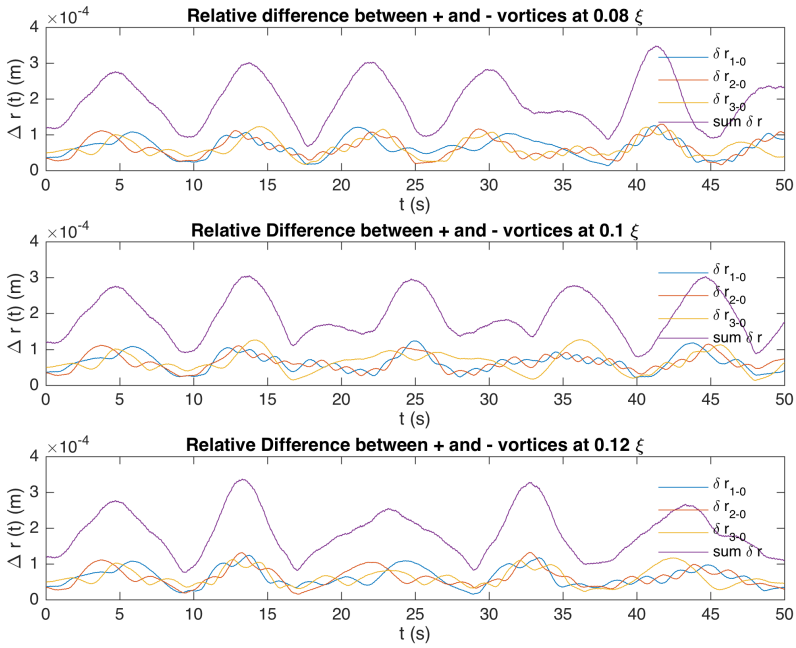 Relative difference between + and - vortices at 0.08 ξ
×10⁻⁴
4
3
2
1
0
Δ r (t) (m)
δ r₁₋₀
δ r₂₋₀
δ r₃₋₀
sum δ r
0 5 10 15 20 25 30 35 40 45 50
t (s)
Relative Difference between + and - vortices at 0.1 ξ
×10⁻⁴
4
3
2
1
0
Δ r (t) (m)
δ r₁₋₀
δ r₂₋₀
δ r₃₋₀
sum δ r
0 5 10 15 20 25 30 35 40 45 50
t (s)
Relative Difference between + and - vortices at 0.12 ξ
×10⁻⁴
4
3
2
1
0
Δ r (t) (m)
δ r₁₋₀
δ r₂₋₀
δ r₃₋₀
sum δ r
0 5 10 15 20 25 30 35 40 45 50
t (s)